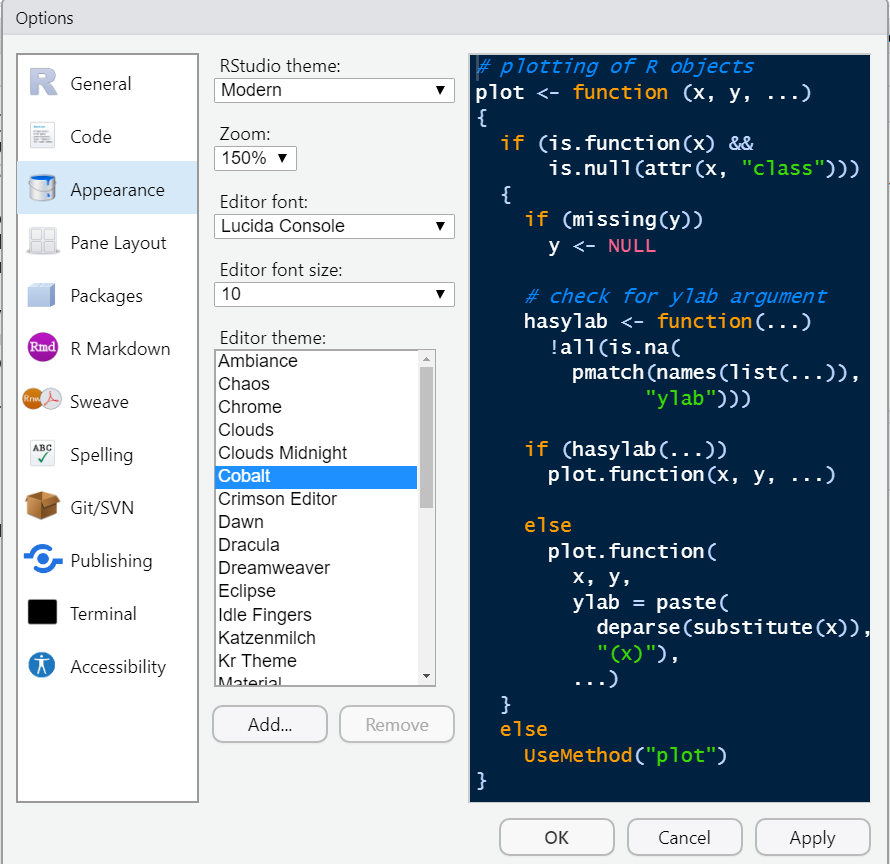 Options
General
Code
Appearance
Pane Layout
Packages
Rmd
R Markdown
Rnw
Sweave
ABC
Spelling
Git/SVN
Publishing
Terminal
Accessibility
RStudio theme:
Modern
Zoom:
150%
Editor font:
Lucida Console
Editor font size:
10
Editor theme:
Ambiance
Chaos
Chrome
Clouds
Clouds Midnight
Cobalt
Crimson Editor
Dawn
Dracula
Dreamweaver
Eclipse
Idle Fingers
Katzenmilch
Kr Theme
Material
Add...
Remove
# plotting of R objects
plot <- function (x, y, ...)
{
  if (is.function(x) &&
      is.null(attr(x, "class")))
  {
    if (missing(y))
      y <- NULL

    # check for ylab argument
    hasylab <- function(...)
      !all(is.na(
        pmatch(names(list(...)),
              "ylab")))

    if (hasylab(...))
      plot.function(x, y, ...)

    else
      plot.function(
        x, y,
        ylab = paste(
          deparse(substitute(x)),
          "(x)"),
        ...)
  }
  else
    UseMethod("plot")
}
OK
Cancel
Apply